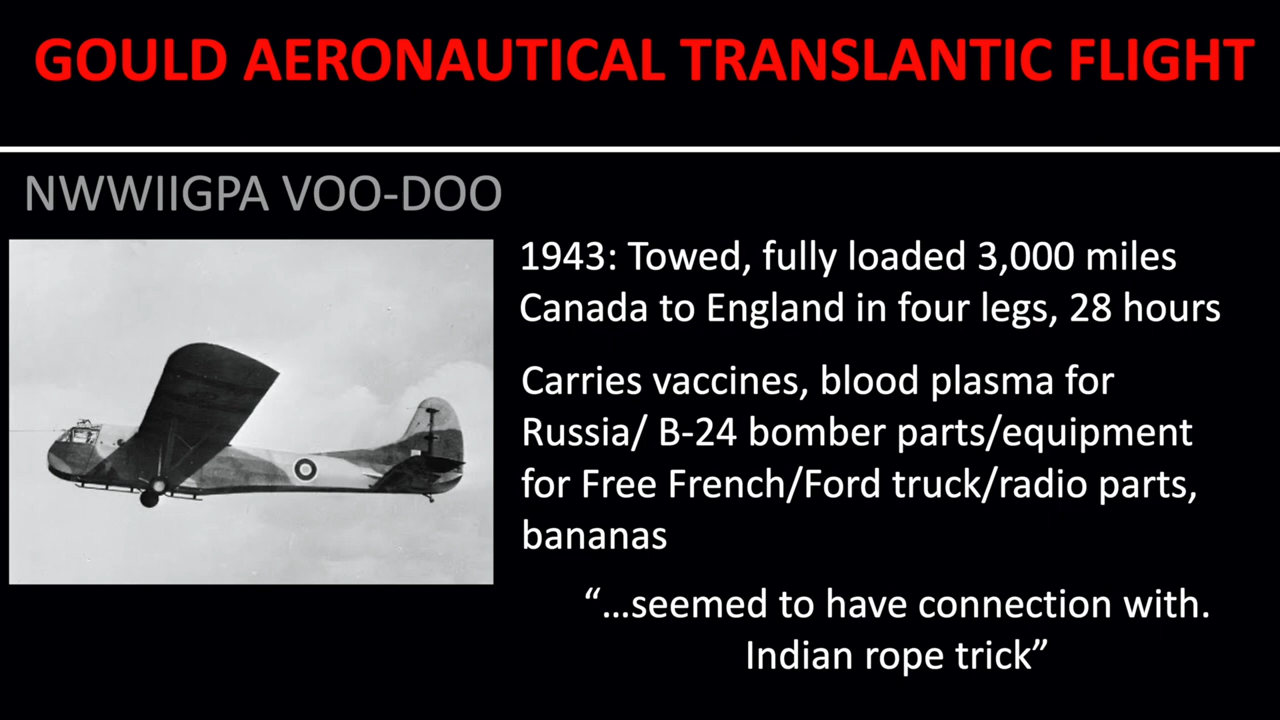 GOULD AERONAUTICAL TRANSLANTIC FLIGHT
NWWIIGPA VOO-DOO
1943: Towed, fully loaded 3,000 miles
Canada to England in four legs, 28 hours
Carries vaccines, blood plasma for
Russia/ B-24 bomber parts/equipment
for Free French/Ford truck/radio parts,
bananas
“...seemed to have connection with.
Indian rope trick”